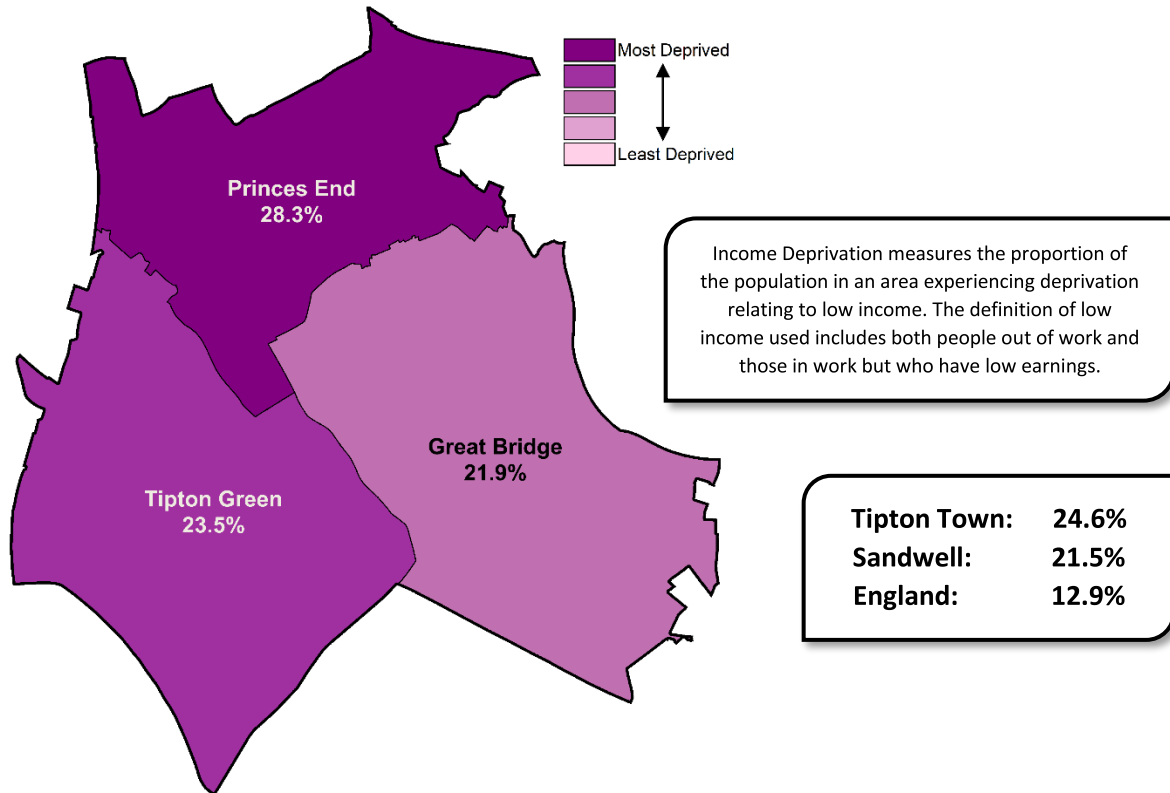 Most Deprived
Least Deprived
Princes End
28.3%
Income Deprivation measures the proportion of
the population in an area experiencing deprivation
relating to low income. The definition of low
income used includes both people out of work and
those in work but who have low earnings.
Great Bridge
21.9%
Tipton Green
23.5%
Tipton Town: 24.6%
Sandwell: 21.5%
England: 12.9%